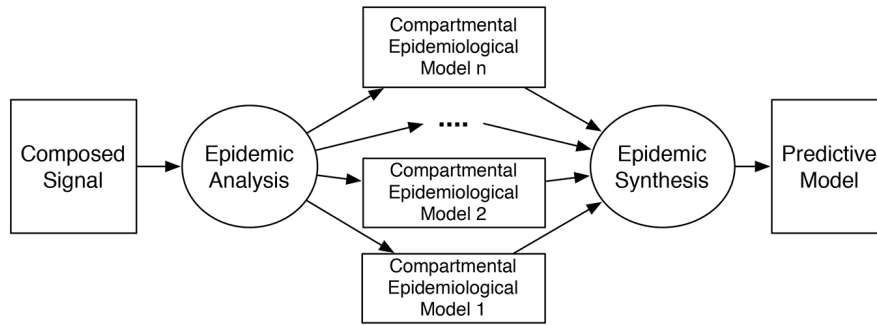 Composed
Signal
Epidemic
Analysis
Compartmental
Epidemiological
Model n
....
Compartmental
Epidemiological
Model 2
Compartmental
Epidemiological
Model 1
Epidemic
Synthesis
Predictive
Model